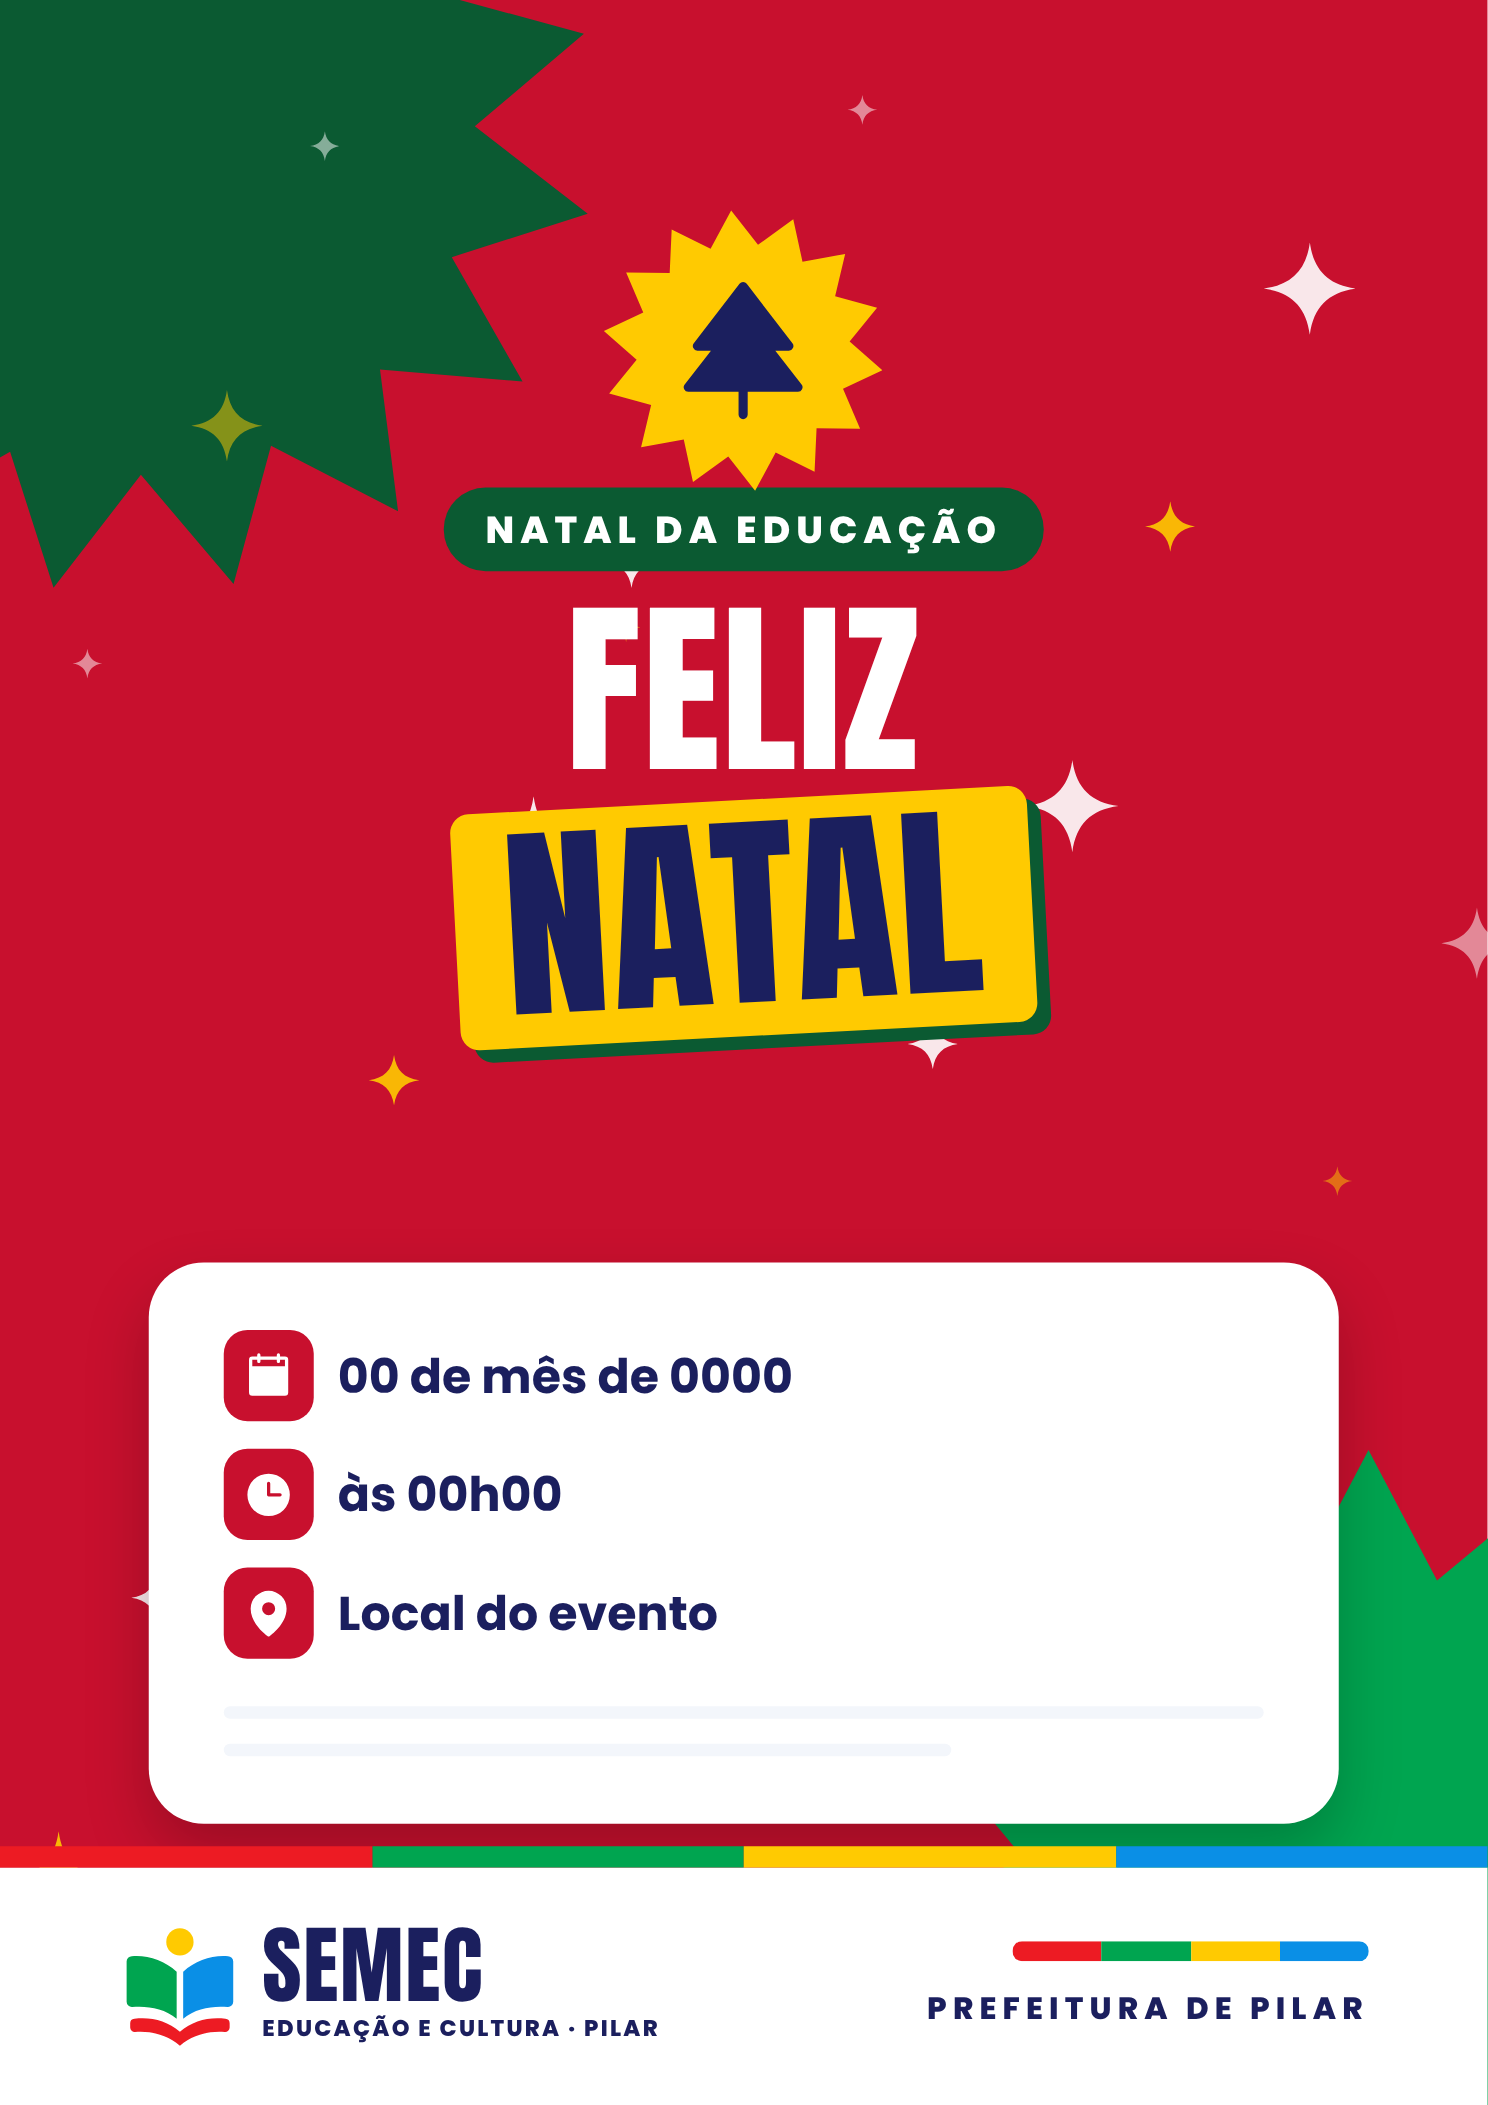 NATAL DA EDUCAÇÃO
FELIZ
NATAL
00 de mês de 0000
às 00h00
Local do evento
SEMEC
EDUCAÇÃO E CULTURA · PILAR
PREFEITURA DE PILAR